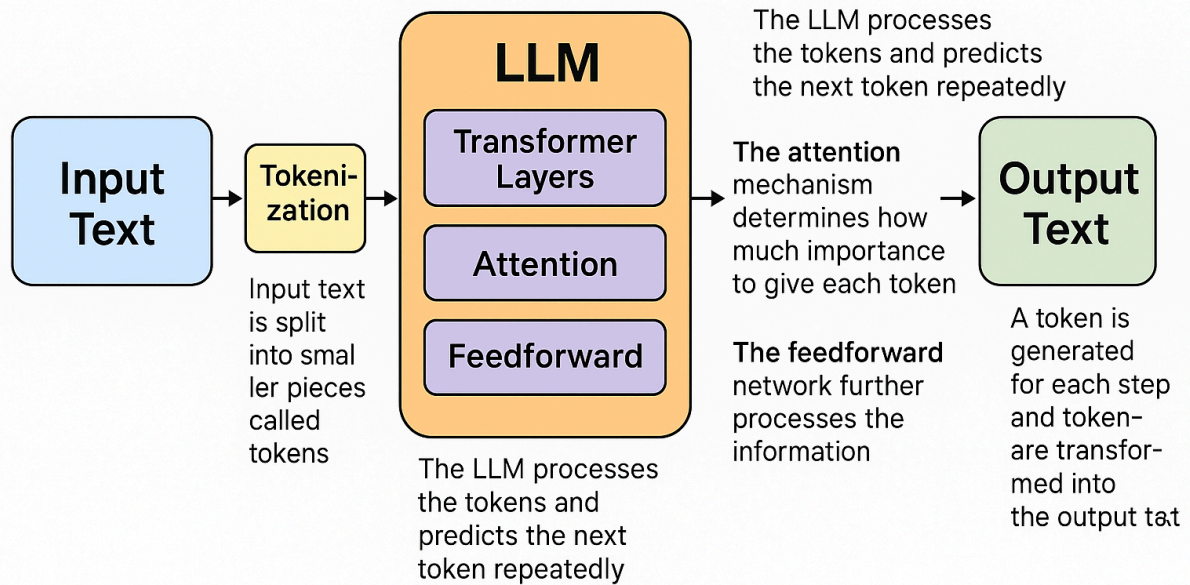 Input
Text
Tokeni-
zation
Input text
is split
into smal
ler pieces
called
tokens
LLM
Transformer
Layers
Attention
Feedforward
The LLM processes
the tokens and
predicts the next
token repeatedly
The LLM processes
the tokens and predicts
the next token repeatedly
The attention
mechanism
determines how
much importance
to give each token
The feedforward
network further
processes the
information
Output
Text
A token is
generated
for each step
and token-
are transfor-
med into
the output